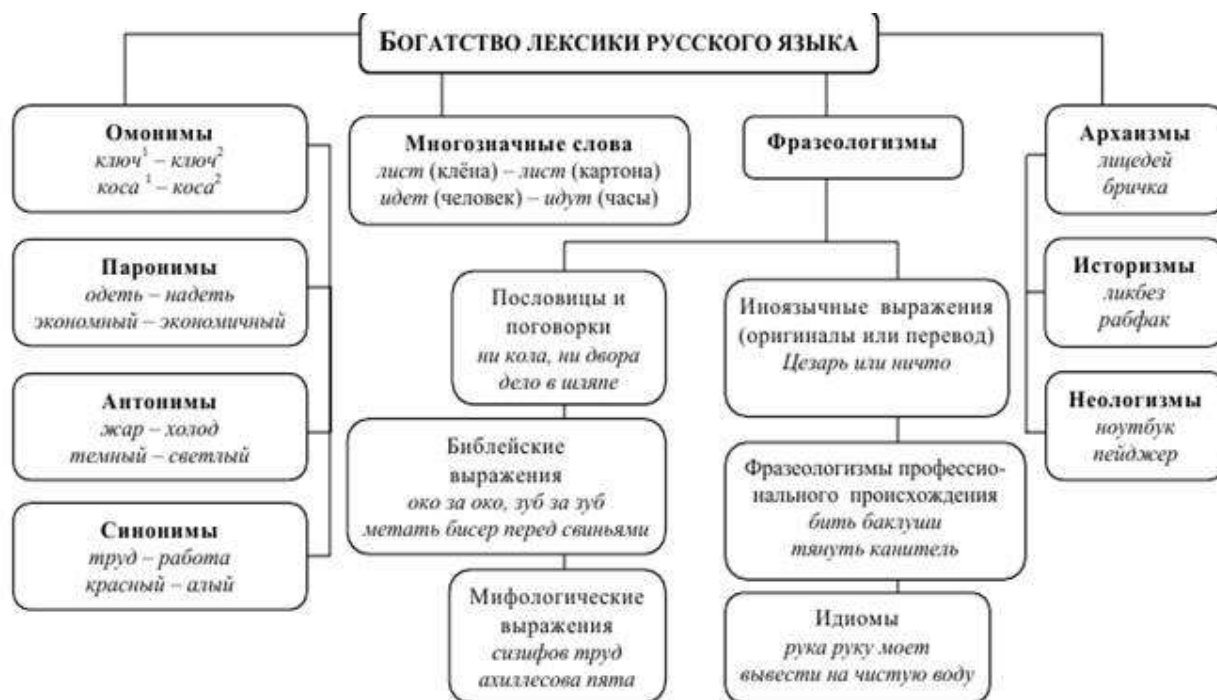 БОГАТСТВО ЛЕКСИКИ РУССКОГО ЯЗЫКА
Омонимы
ключ¹ – ключ²
коса ¹ – коса²
Паронимы
одеть – надеть
экономный – экономичный
Антонимы
жар – холод
темный – светлый
Синонимы
труд – работа
красный – алый
Многозначные слова
лист (клёна) – лист (картона)
идет (человек) – идут (часы)
Фразеологизмы
Пословицы и
поговорки
ни кола, ни двора
дело в шляпе
Библейские
выражения
око за око, зуб за зуб
метать бисер перед свиньями
Мифологические
выражения
сизифов труд
ахиллесова пята
Иноязычные выражения
(оригиналы или перевод)
Цезарь или ничто
Фразеологизмы профессио-
нального происхождения
бить баклуши
тянуть канитель
Идиомы
рука руку моет
вывести на чистую воду
Архаизмы
лицедей
бричка
Историзмы
ликбез
рабфак
Неологизмы
ноутбук
пейджер